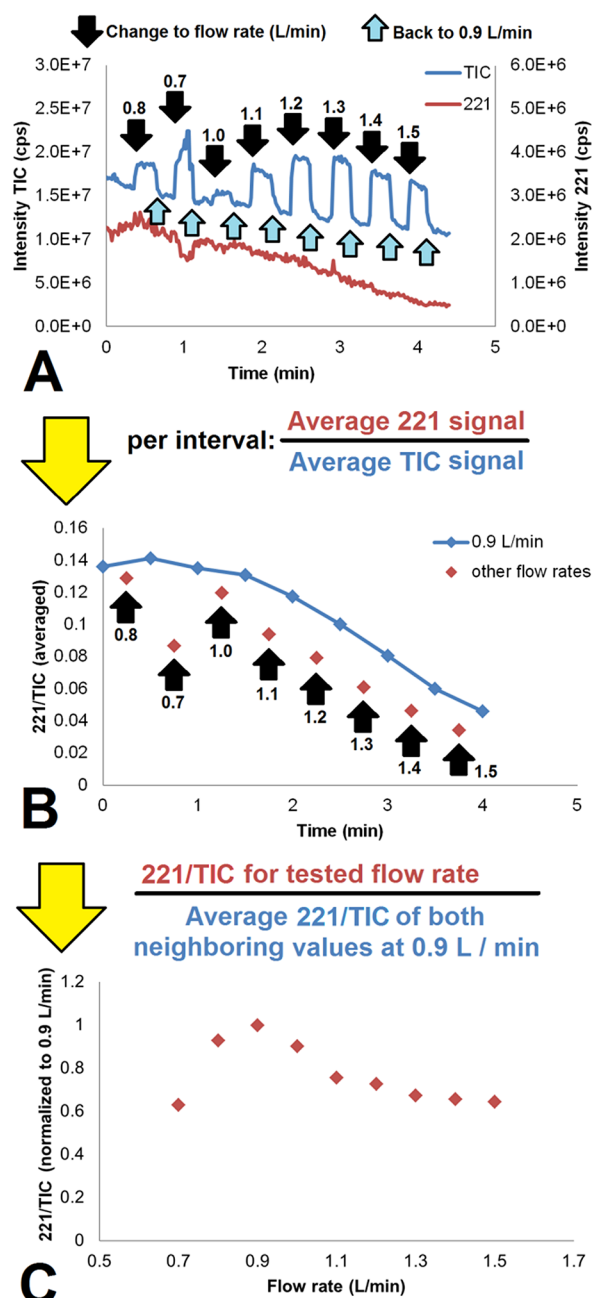 Change to flow rate (L/min)
Back to 0.9 L/min
3.0E+7
2.5E+7
2.0E+7
1.5E+7
1.0E+7
5.0E+6
0.0E+0
Intensity TIC (cps)
0.8
0.7
1.0
1.1
1.2
1.3
1.4
1.5
TIC
221
6.0E+6
5.0E+6
4.0E+6
3.0E+6
2.0E+6
1.0E+6
0.0E+0
Intensity 221 (cps)
0 1 2 3 4 5
Time (min)
A
per interval:
Average 221 signal
Average TIC signal
0.16
0.14
0.12
0.1
0.08
0.06
0.04
0.02
0
221/TIC (averaged)
0.9 L/min
other flow rates
0.8
0.7
1.0
1.1
1.2
1.3
1.4
1.5
0 1 2 3 4 5
Time (min)
B
221/TIC for tested flow rate
Average 221/TIC of both
neighboring values at 0.9 L / min
1.2
1
0.8
0.6
0.4
0.2
0
221/TIC (normalized to 0.9 L/min)
0.5 0.7 0.9 1.1 1.3 1.5 1.7
Flow rate (L/min)
C